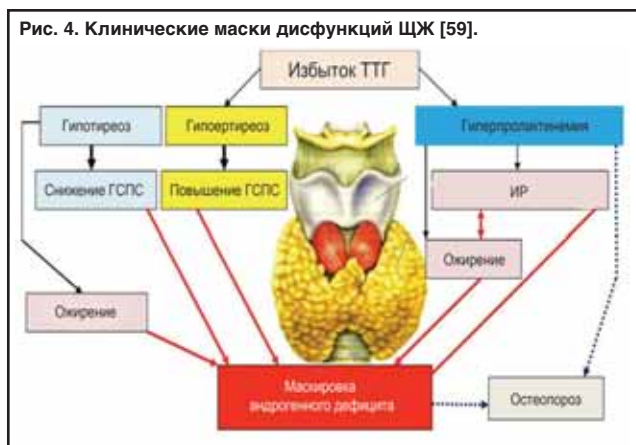 Рис. 4. Клинические маски дисфункций ЩЖ [59].
Избыток ТТГ
Гипотиреоз
Гипоертиреоз
Гиперпролактинемия
Снижение ГСПС
Повышение ГСПС
ИР
Ожирение
Ожирение
Маскировка
андрогенного дефицита
Остеопороз